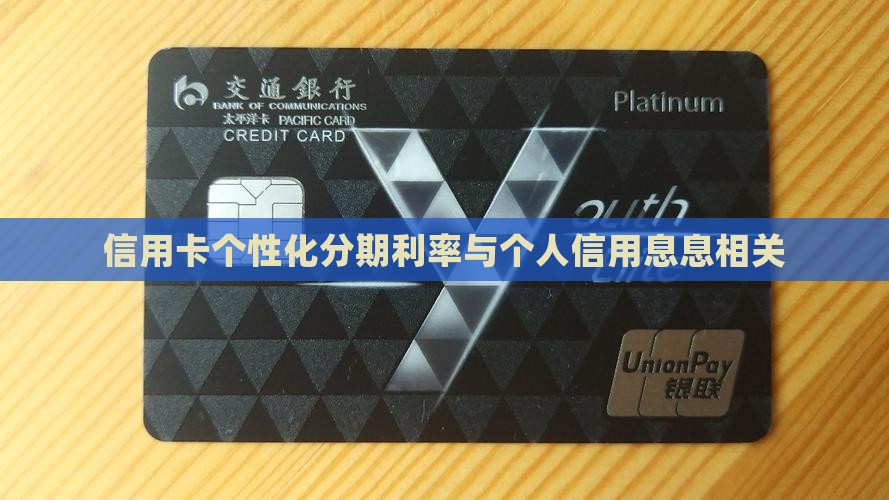 交通銀行
BANK OF COMMUNICATIONS
太平洋卡 PACIFIC CARD
CREDIT CARD
Platinum
outh
信用卡个性化分期利率与个人信用息息相关
UnionPay
银联